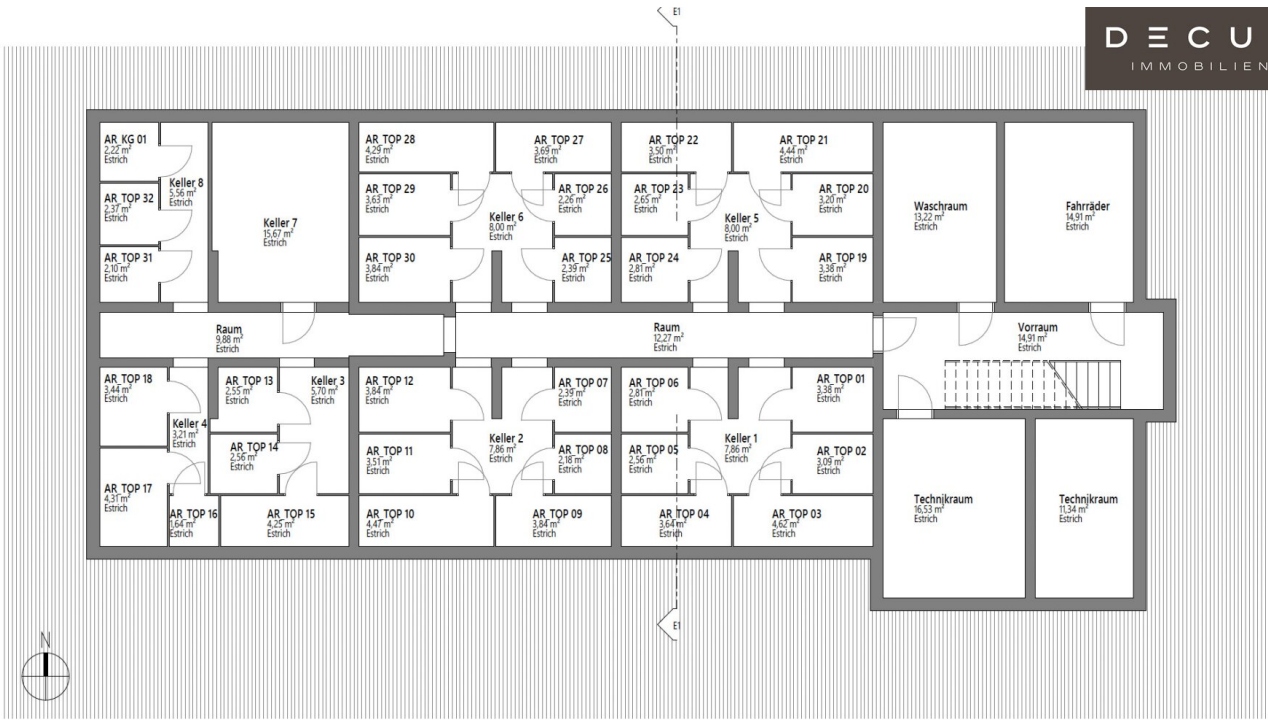 E1
DECU
IMMOBILIEN
AR KG 01
2,22 m²
Estrich
Keller 8
5,56 m²
Estrich
AR TOP 32
2,37 m²
Estrich
AR TOP 31
2,10 m²
Estrich
Keller 7
15,67 m²
Estrich
AR TOP 28
4,29 m²
Estrich
AR TOP 27
3,69 m²
Estrich
AR TOP 29
3,63 m²
Estrich
AR TOP 26
2,26 m²
Estrich
Keller 6
8,00 m²
Estrich
AR TOP 30
3,84 m²
Estrich
AR TOP 25
2,39 m²
Estrich
AR TOP 22
3,50 m²
Estrich
AR TOP 21
4,44 m²
Estrich
AR TOP 23
2,65 m²
Estrich
AR TOP 20
3,20 m²
Estrich
Keller 5
8,00 m²
Estrich
AR TOP 24
2,81 m²
Estrich
AR TOP 19
3,38 m²
Estrich
Waschraum
13,22 m²
Estrich
Fahrräder
14,91 m²
Estrich
Raum
9,88 m²
Estrich
Raum
12,27 m²
Estrich
Vorraum
14,91 m²
Estrich
AR TOP 18
3,44 m²
Estrich
AR TOP 13
2,55 m²
Estrich
Keller 3
5,70 m²
Estrich
Keller 4
3,21 m²
Estrich
AR TOP 14
2,56 m²
Estrich
AR TOP 17
4,31 m²
Estrich
AR TOP 16
1,64 m²
Estrich
AR TOP 15
4,25 m²
Estrich
AR TOP 12
3,84 m²
Estrich
AR TOP 07
2,39 m²
Estrich
Keller 2
7,86 m²
Estrich
AR TOP 11
3,51 m²
Estrich
AR TOP 08
2,18 m²
Estrich
AR TOP 10
4,47 m²
Estrich
AR TOP 09
3,84 m²
Estrich
AR TOP 06
2,81 m²
Estrich
AR TOP 01
3,38 m²
Estrich
Keller 1
7,86 m²
Estrich
AR TOP 05
2,56 m²
Estrich
AR TOP 02
3,09 m²
Estrich
AR TOP 04
3,64 m²
Estrich
AR TOP 03
4,62 m²
Estrich
Technikraum
16,53 m²
Estrich
Technikraum
11,34 m²
Estrich
E1
N